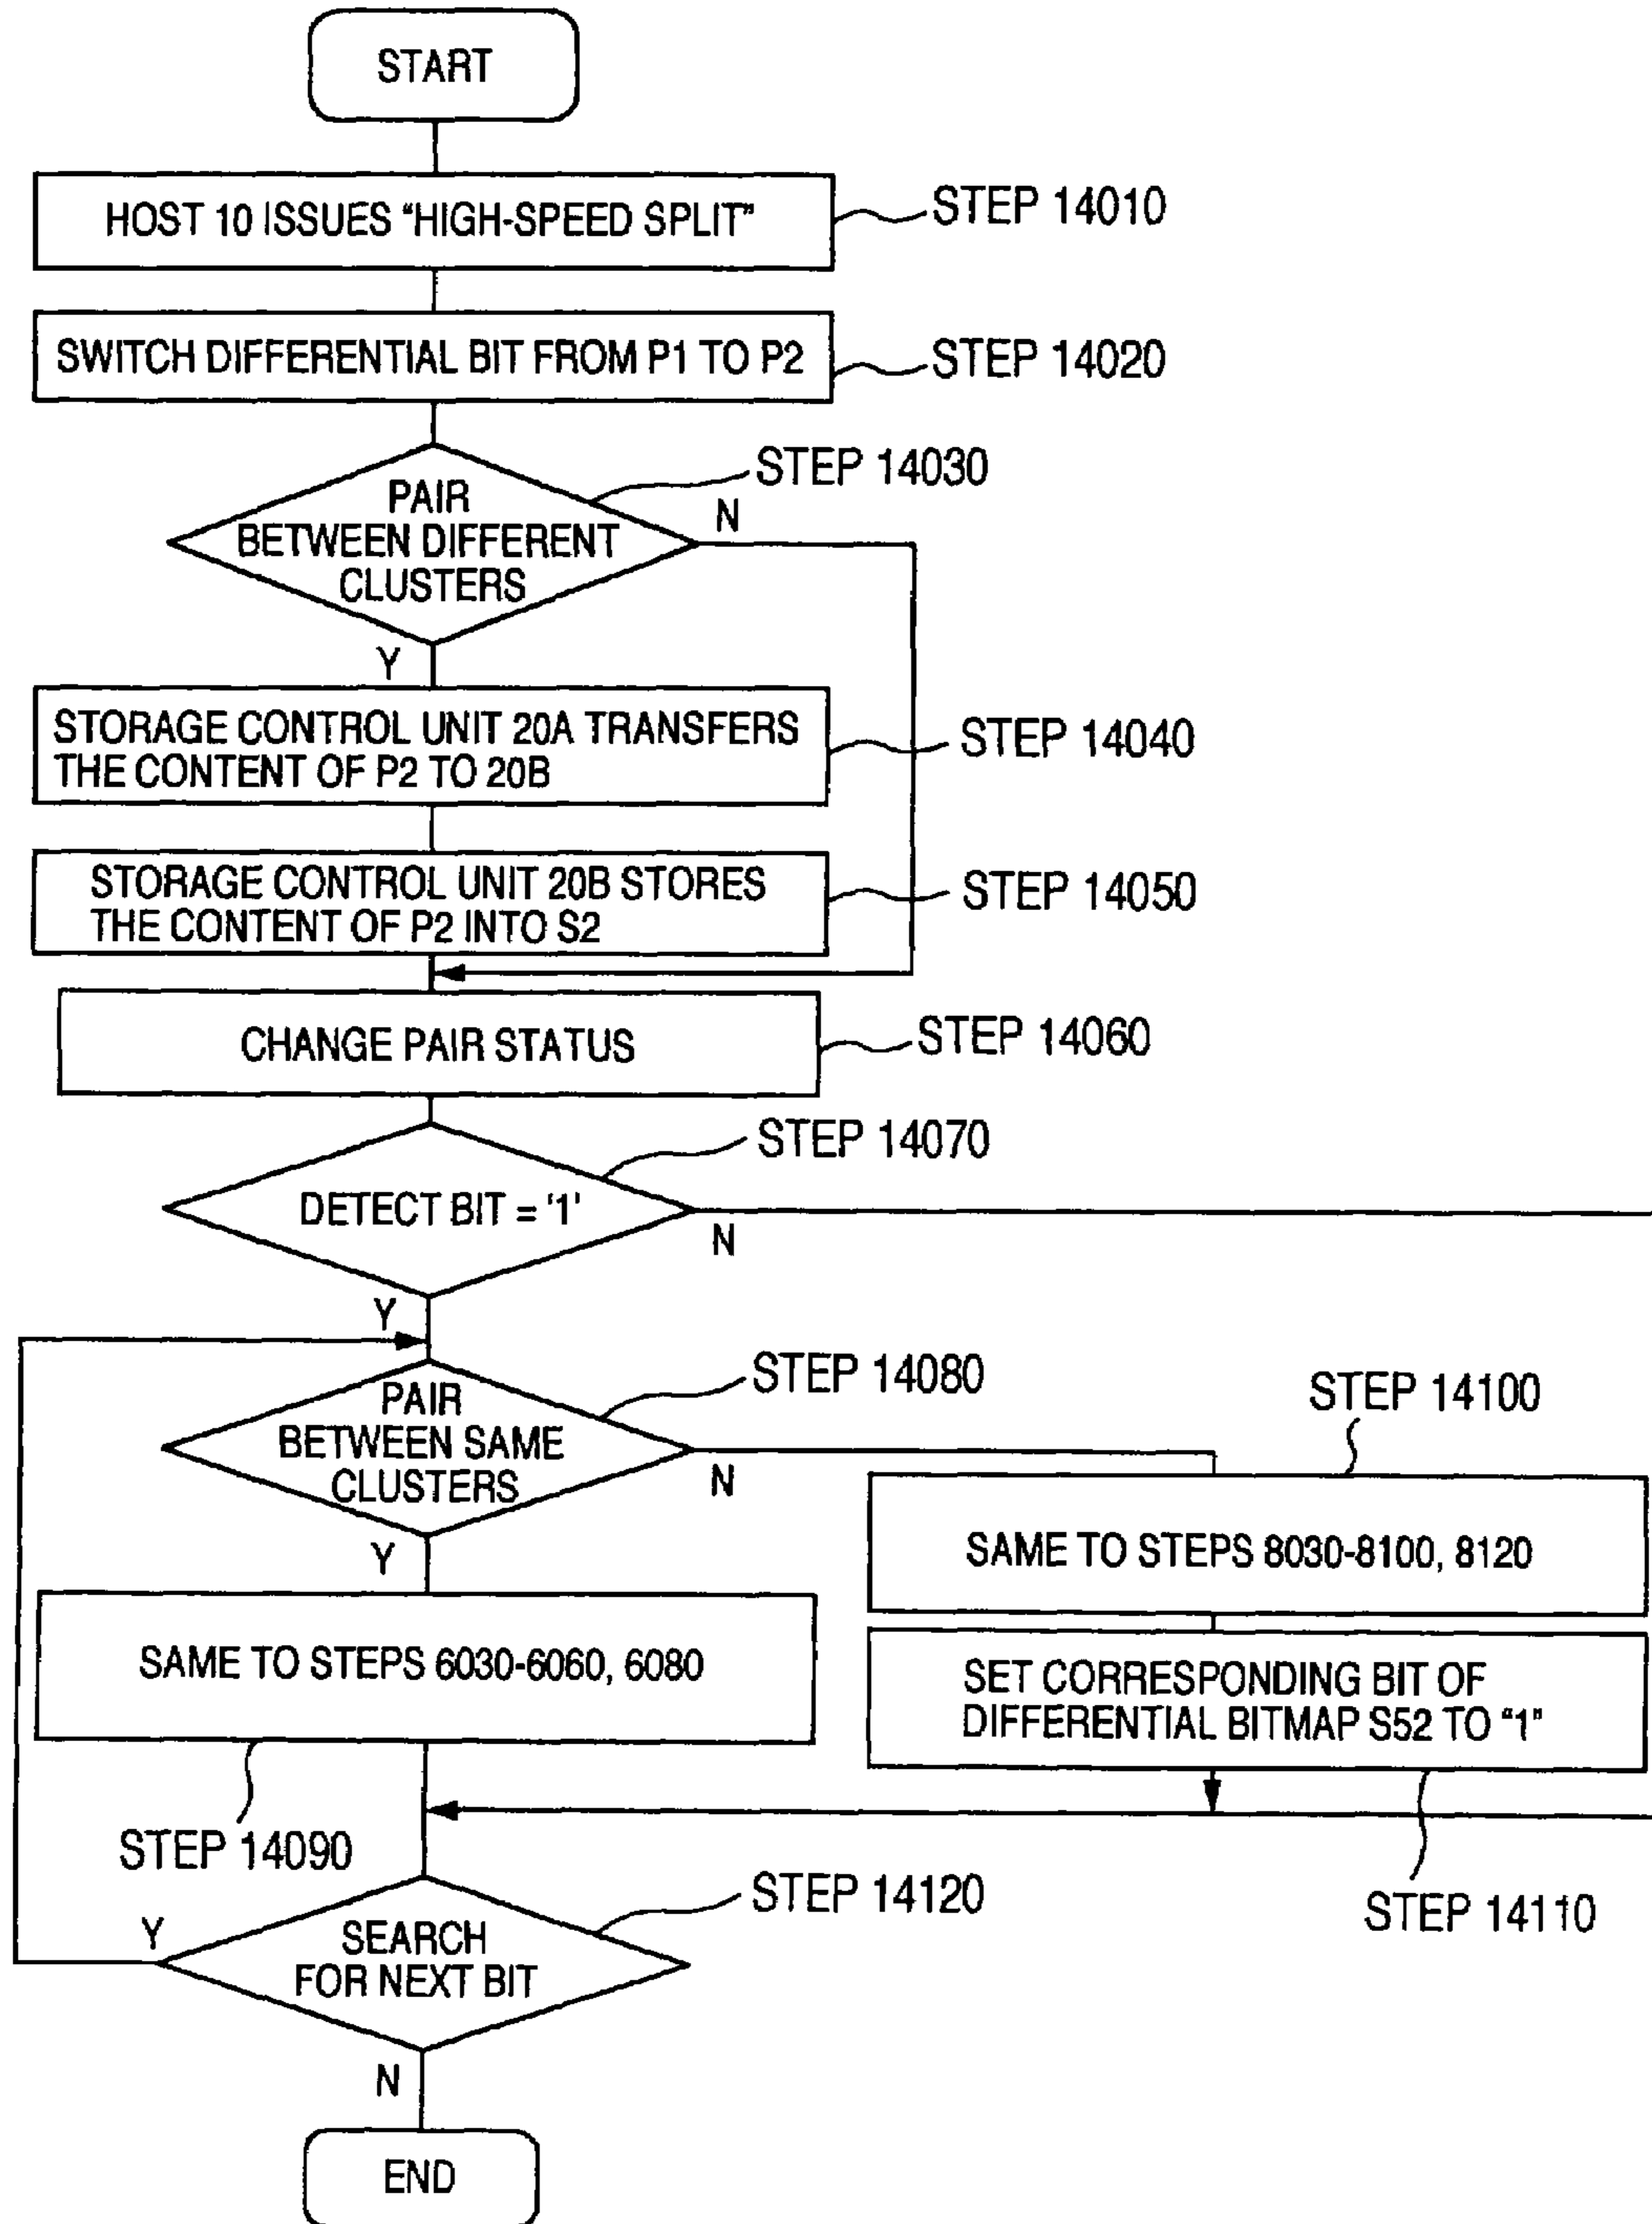 START
HOST 10 ISSUES “HIGH-SPEED SPLIT”
STEP 14010
SWITCH DIFFERENTIAL BIT FROM P1 TO P2
STEP 14020
STEP 14030
PAIR
BETWEEN DIFFERENT
CLUSTERS
N
Y
STORAGE CONTROL UNIT 20A TRANSFERS
THE CONTENT OF P2 TO 20B
STEP 14040
STORAGE CONTROL UNIT 20B STORES
THE CONTENT OF P2 INTO S2
STEP 14050
CHANGE PAIR STATUS
STEP 14060
STEP 14070
DETECT BIT = ‘1’
N
Y
STEP 14080
PAIR
BETWEEN SAME
CLUSTERS
N
Y
STEP 14100
SAME TO STEPS 8030-8100, 8120
SAME TO STEPS 6030-6060, 6080
SET CORRESPONDING BIT OF
DIFFERENTIAL BITMAP S52 TO “1”
STEP 14090
STEP 14110
STEP 14120
SEARCH
FOR NEXT BIT
Y
N
END